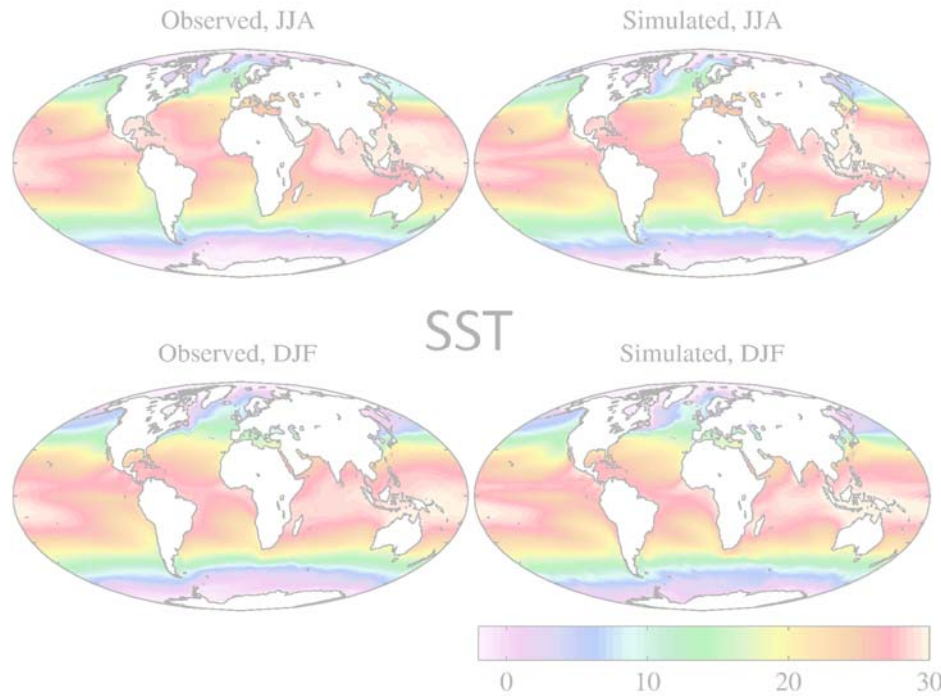 Observed, JJA
Simulated, JJA
SST
Observed, DJF
Simulated, DJF
0 10 20 30